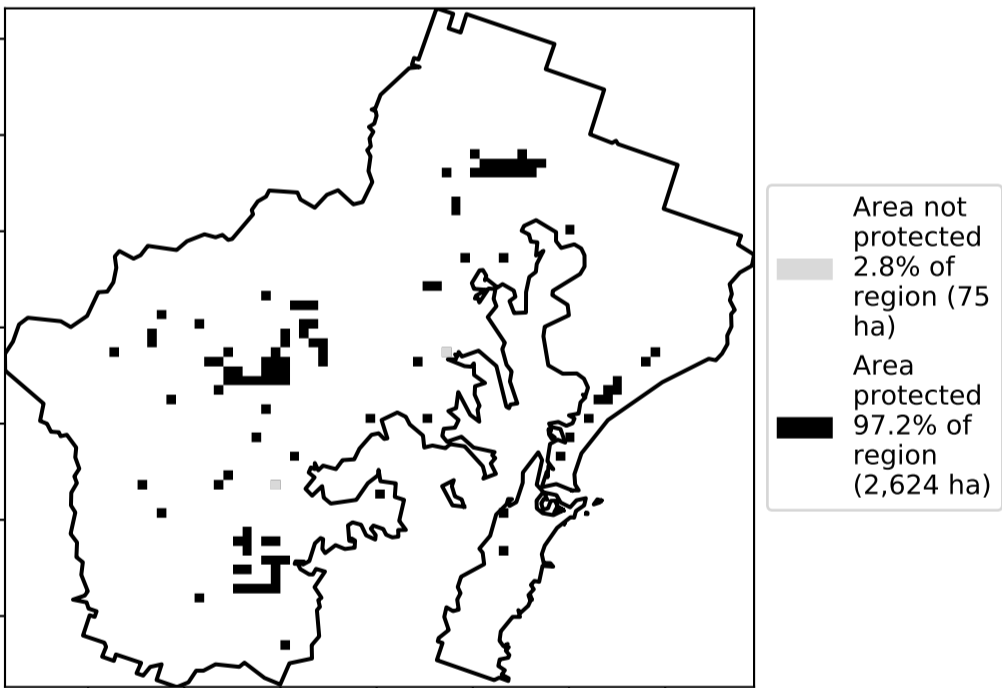 Area not
protected
2.8% of
region (75
ha)
Area
protected
97.2% of
region
(2,624 ha)